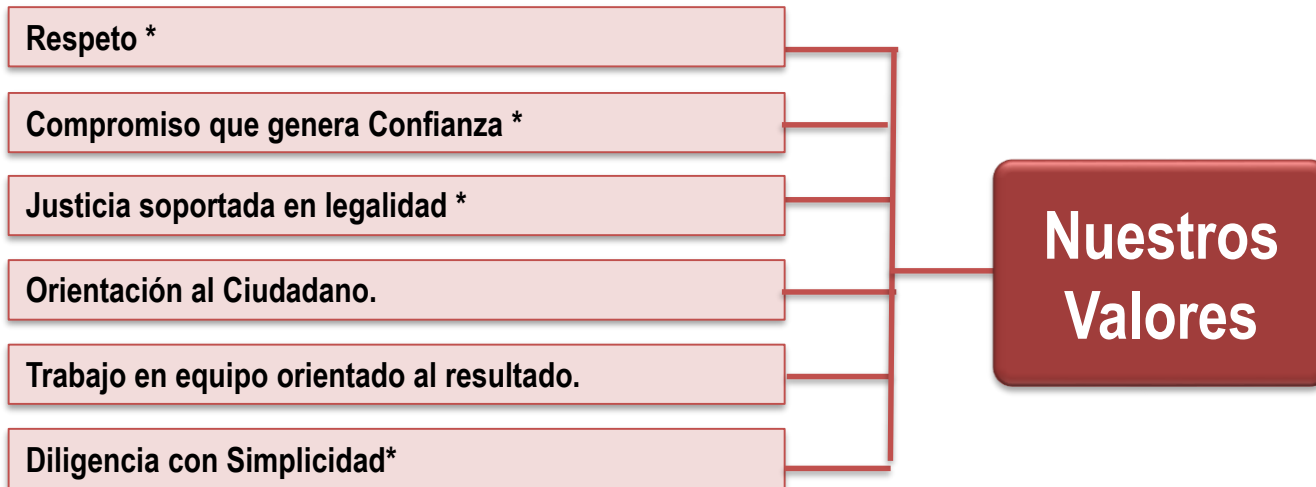 Respeto *
Compromiso que genera Confianza *
Justicia soportada en legalidad *
Orientación al Ciudadano.
Trabajo en equipo orientado al resultado.
Diligencia con Simplicidad*
Nuestros
Valores